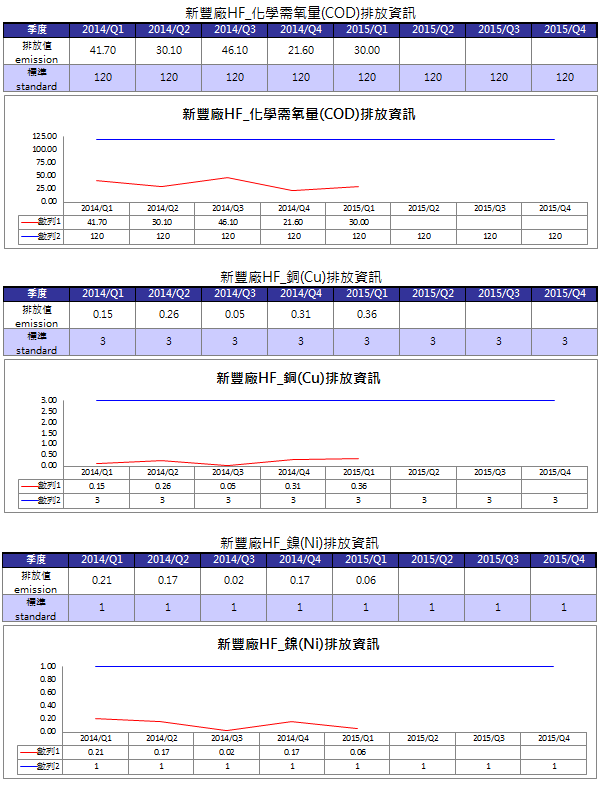 新豐廠HF_化學需氧量(COD)排放資訊
季度 2014/Q1 2014/Q2 2014/Q3 2014/Q4 2015/Q1 2015/Q2 2015/Q3 2015/Q4
排放值 emission 41.70 30.10 46.10 21.60 30.00
標準 standard 120 120 120 120 120 120 120 120
新豐廠HF_化學需氧量(COD)排放資訊
125.00
100.00
75.00
50.00
25.00
0.00
2014/Q1 2014/Q2 2014/Q3 2014/Q4 2015/Q1 2015/Q2 2015/Q3 2015/Q4
數列1 41.70 30.10 46.10 21.60 30.00
數列2 120 120 120 120 120 120 120 120
新豐廠HF_銅(Cu)排放資訊
季度 2014/Q1 2014/Q2 2014/Q3 2014/Q4 2015/Q1 2015/Q2 2015/Q3 2015/Q4
排放值 emission 0.15 0.26 0.05 0.31 0.36
標準 standard 3 3 3 3 3 3 3 3
新豐廠HF_銅(Cu)排放資訊
3.00
2.50
2.00
1.50
1.00
0.50
0.00
2014/Q1 2014/Q2 2014/Q3 2014/Q4 2015/Q1 2015/Q2 2015/Q3 2015/Q4
數列1 0.15 0.26 0.05 0.31 0.36
數列2 3 3 3 3 3 3 3 3
新豐廠HF_鎳(Ni)排放資訊
季度 2014/Q1 2014/Q2 2014/Q3 2014/Q4 2015/Q1 2015/Q2 2015/Q3 2015/Q4
排放值 emission 0.21 0.17 0.02 0.17 0.06
標準 standard 1 1 1 1 1 1 1 1
新豐廠HF_鎳(Ni)排放資訊
1.00
0.80
0.60
0.40
0.20
0.00
2014/Q1 2014/Q2 2014/Q3 2014/Q4 2015/Q1 2015/Q2 2015/Q3 2015/Q4
數列1 0.21 0.17 0.02 0.17 0.06
數列2 1 1 1 1 1 1 1 1